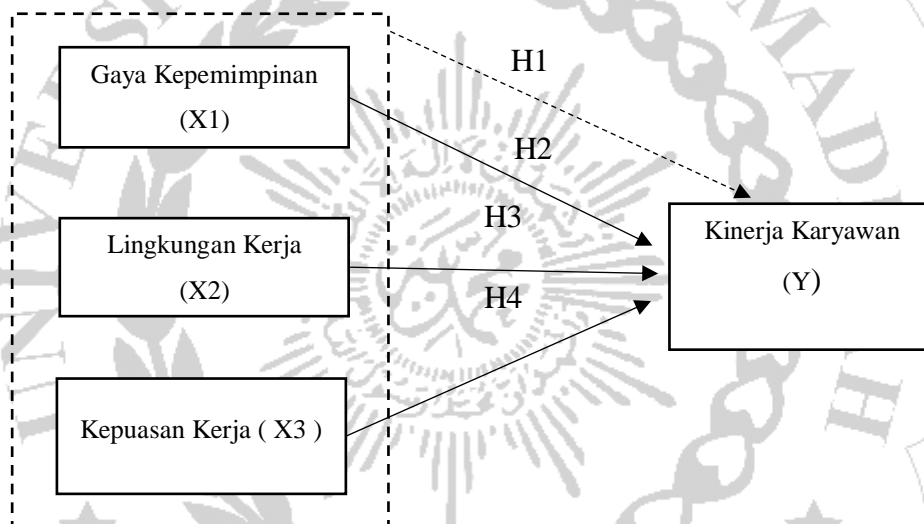 Gaya Kepemimpinan
(X1)
Lingkungan Kerja
(X2)
Kepuasan Kerja ( X3 )
H1
H2
H3
H4
Kinerja Karyawan
(Y)